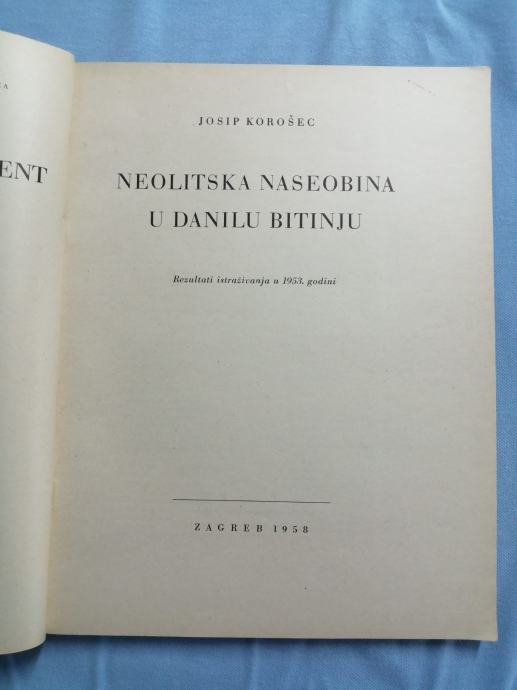 A
ENT
JOSIP KOROŠEC
NEOLITSKA NASEOBINA
U DANILU BITINJU
Rezultati istraživanja u 1953. godini
ZAGREB 1958